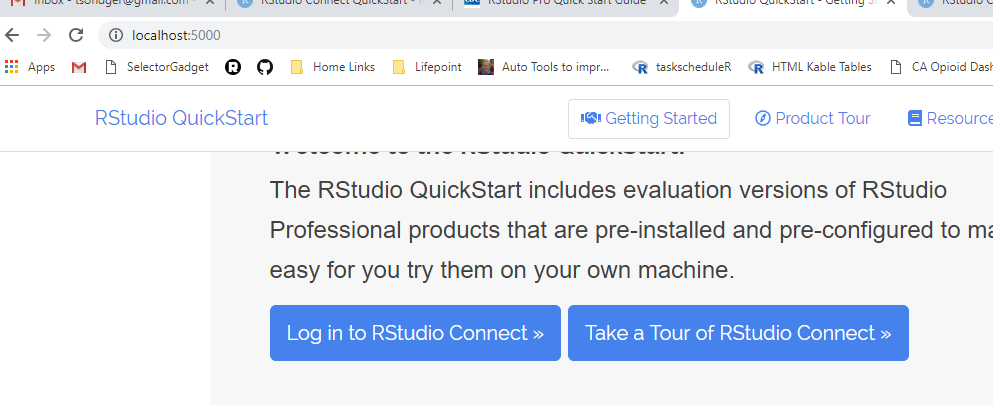 Inbox - tsondger@gmail.com - RStudio Connect QuickStart - RStudio Pro Quick Start Guide RStudio QuickStart - Getting S RStudio C
localhost:5000
Apps SelectorGadget Home Links Lifepoint Auto Tools to impr... taskscheduleR HTML Kable Tables CA Opioid Dash
RStudio QuickStart Getting Started Product Tour Resource
Welcome to the RStudio QuickStart!
The RStudio QuickStart includes evaluation versions of RStudio
Professional products that are pre-installed and pre-configured to ma
easy for you try them on your own machine.
Log in to RStudio Connect » Take a Tour of RStudio Connect »